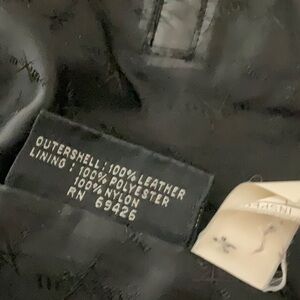 OUTERSHELL: 100% LEATHER
LINING: 100% POLYESTER
100% NYLON
RN 69426